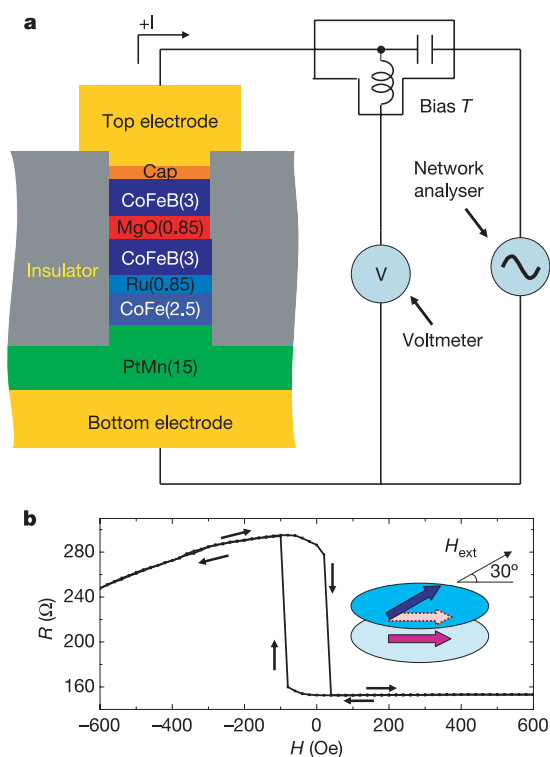 a
+I
Top electrode
Bias T
Cap
CoFeB(3)
MgO(0.85)
CoFeB(3)
Ru(0.85)
CoFe(2.5)
Insulator
Network
analyser
V
Voltmeter
PtMn(15)
Bottom electrode
b
280
240
200
160
R (Ω)
Hext
30°
−600 −400 −200 0 200 400 600
H (Oe)